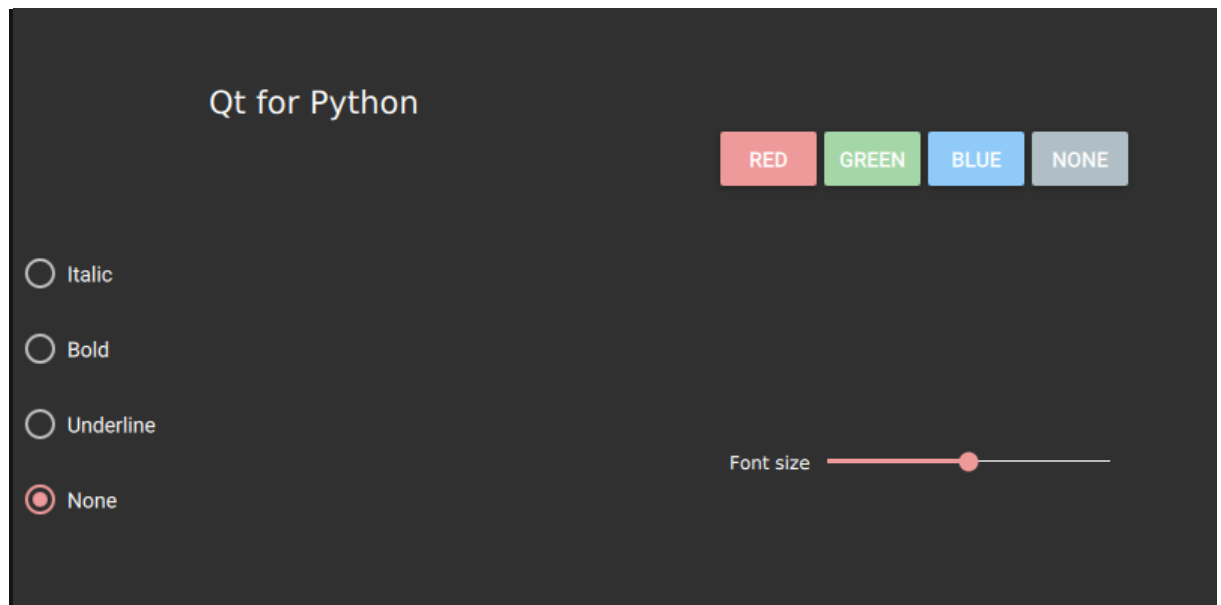 Qt for Python
RED GREEN BLUE NONE
Italic
Bold
Underline
Font size
None